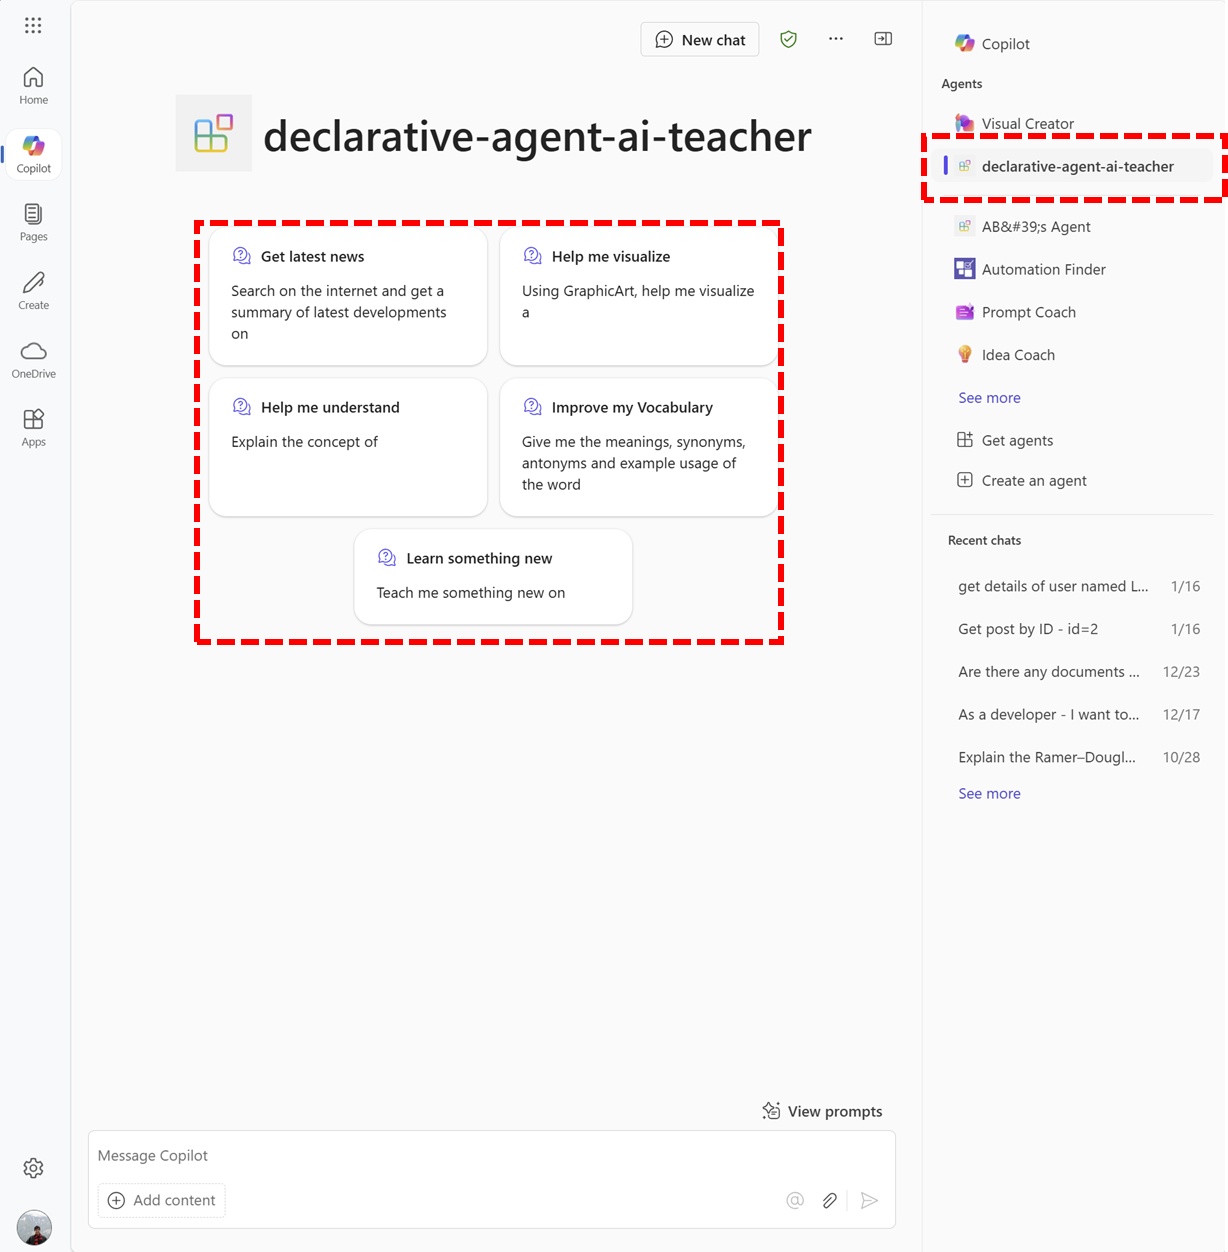 Home
Copilot
Pages
Create
OneDrive
Apps
New chat
declarative-agent-ai-teacher
Get latest news
Search on the internet and get a
summary of latest developments
on
Help me visualize
Using GraphicArt, help me visualize
a
Help me understand
Explain the concept of
Improve my Vocabulary
Give me the meanings, synonyms,
antonyms and example usage of
the word
Learn something new
Teach me something new on
View prompts
Message Copilot
Add content
Copilot
Agents
Visual Creator
declarative-agent-ai-teacher
AB&#39;s Agent
Automation Finder
Prompt Coach
Idea Coach
See more
Get agents
Create an agent
Recent chats
get details of user named L... 1/16
Get post by ID - id=2 1/16
Are there any documents ... 12/23
As a developer - I want to... 12/17
Explain the Ramer–Dougl... 10/28
See more